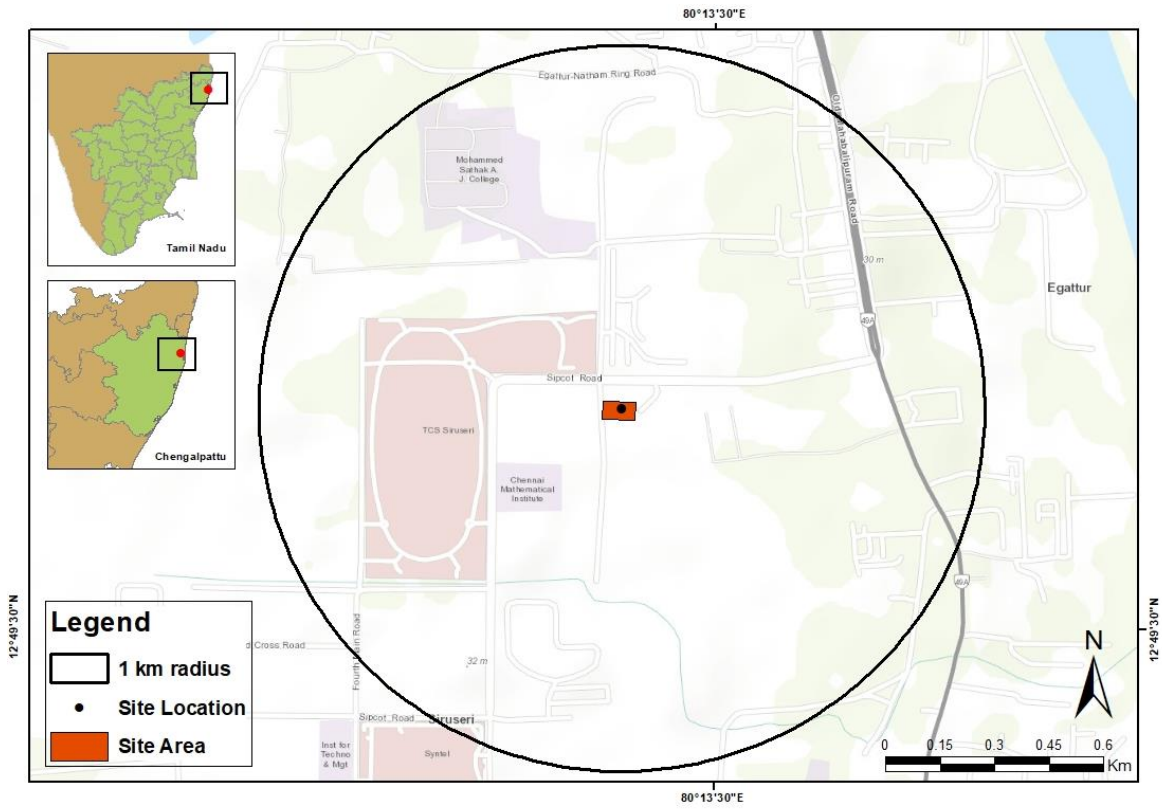 80°13'30"E
Tamil Nadu
Chengalpattu
Egattur-Natham Ring Road
Mohammed
Sathak A.
J. College
Old Mahabalipuram Road
30 m
Egattur
49A
Sipcot Road
TCS Siruseri
Chennai
Mathematical
Institute
49A
12°49'30"N
12°49'30"N
Legend
1 km radius
Site Location
Site Area
d Cross Road
Fourth Main Road
32 m
Sipcot Road
Siruseri
Inst for
Techno
& Mgt
Syntel
N
0 0.15 0.3 0.45 0.6
Km
80°13'30"E